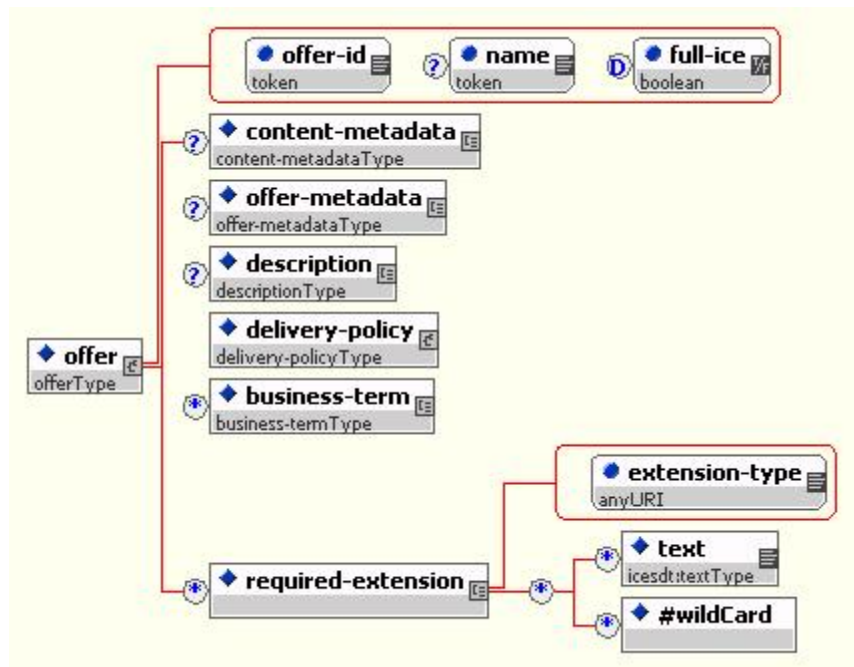 offer-id
token
? name
token
D full-ice
T/F
boolean
? content-metadata
content-metadataType
? offer-metadata
offer-metadataType
? description
descriptionType
delivery-policy
delivery-policyType
offer
offerType
* business-term
business-termType
extension-type
anyURI
* text
icesdt:textType
* required-extension
*
* #wildCard